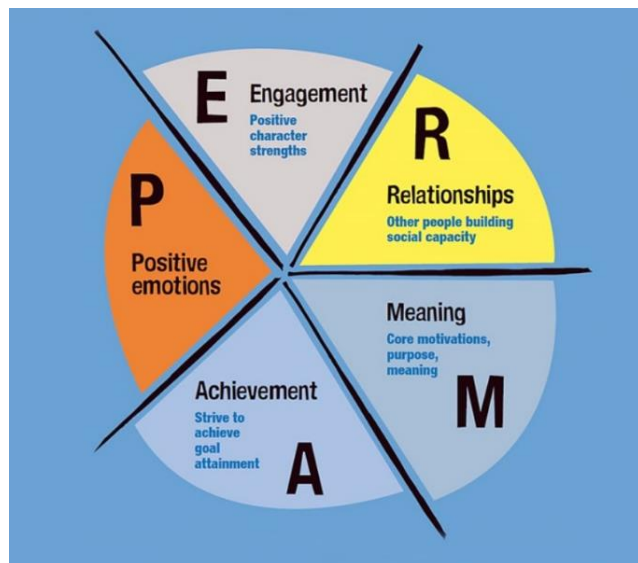 P
Positive
emotions
E
Engagement
Positive
character
strengths
R
Relationships
Other people building
social capacity
Meaning
Core motivations,
purpose,
meaning
M
Achievement
Strive to
achieve
goal
attainment
A